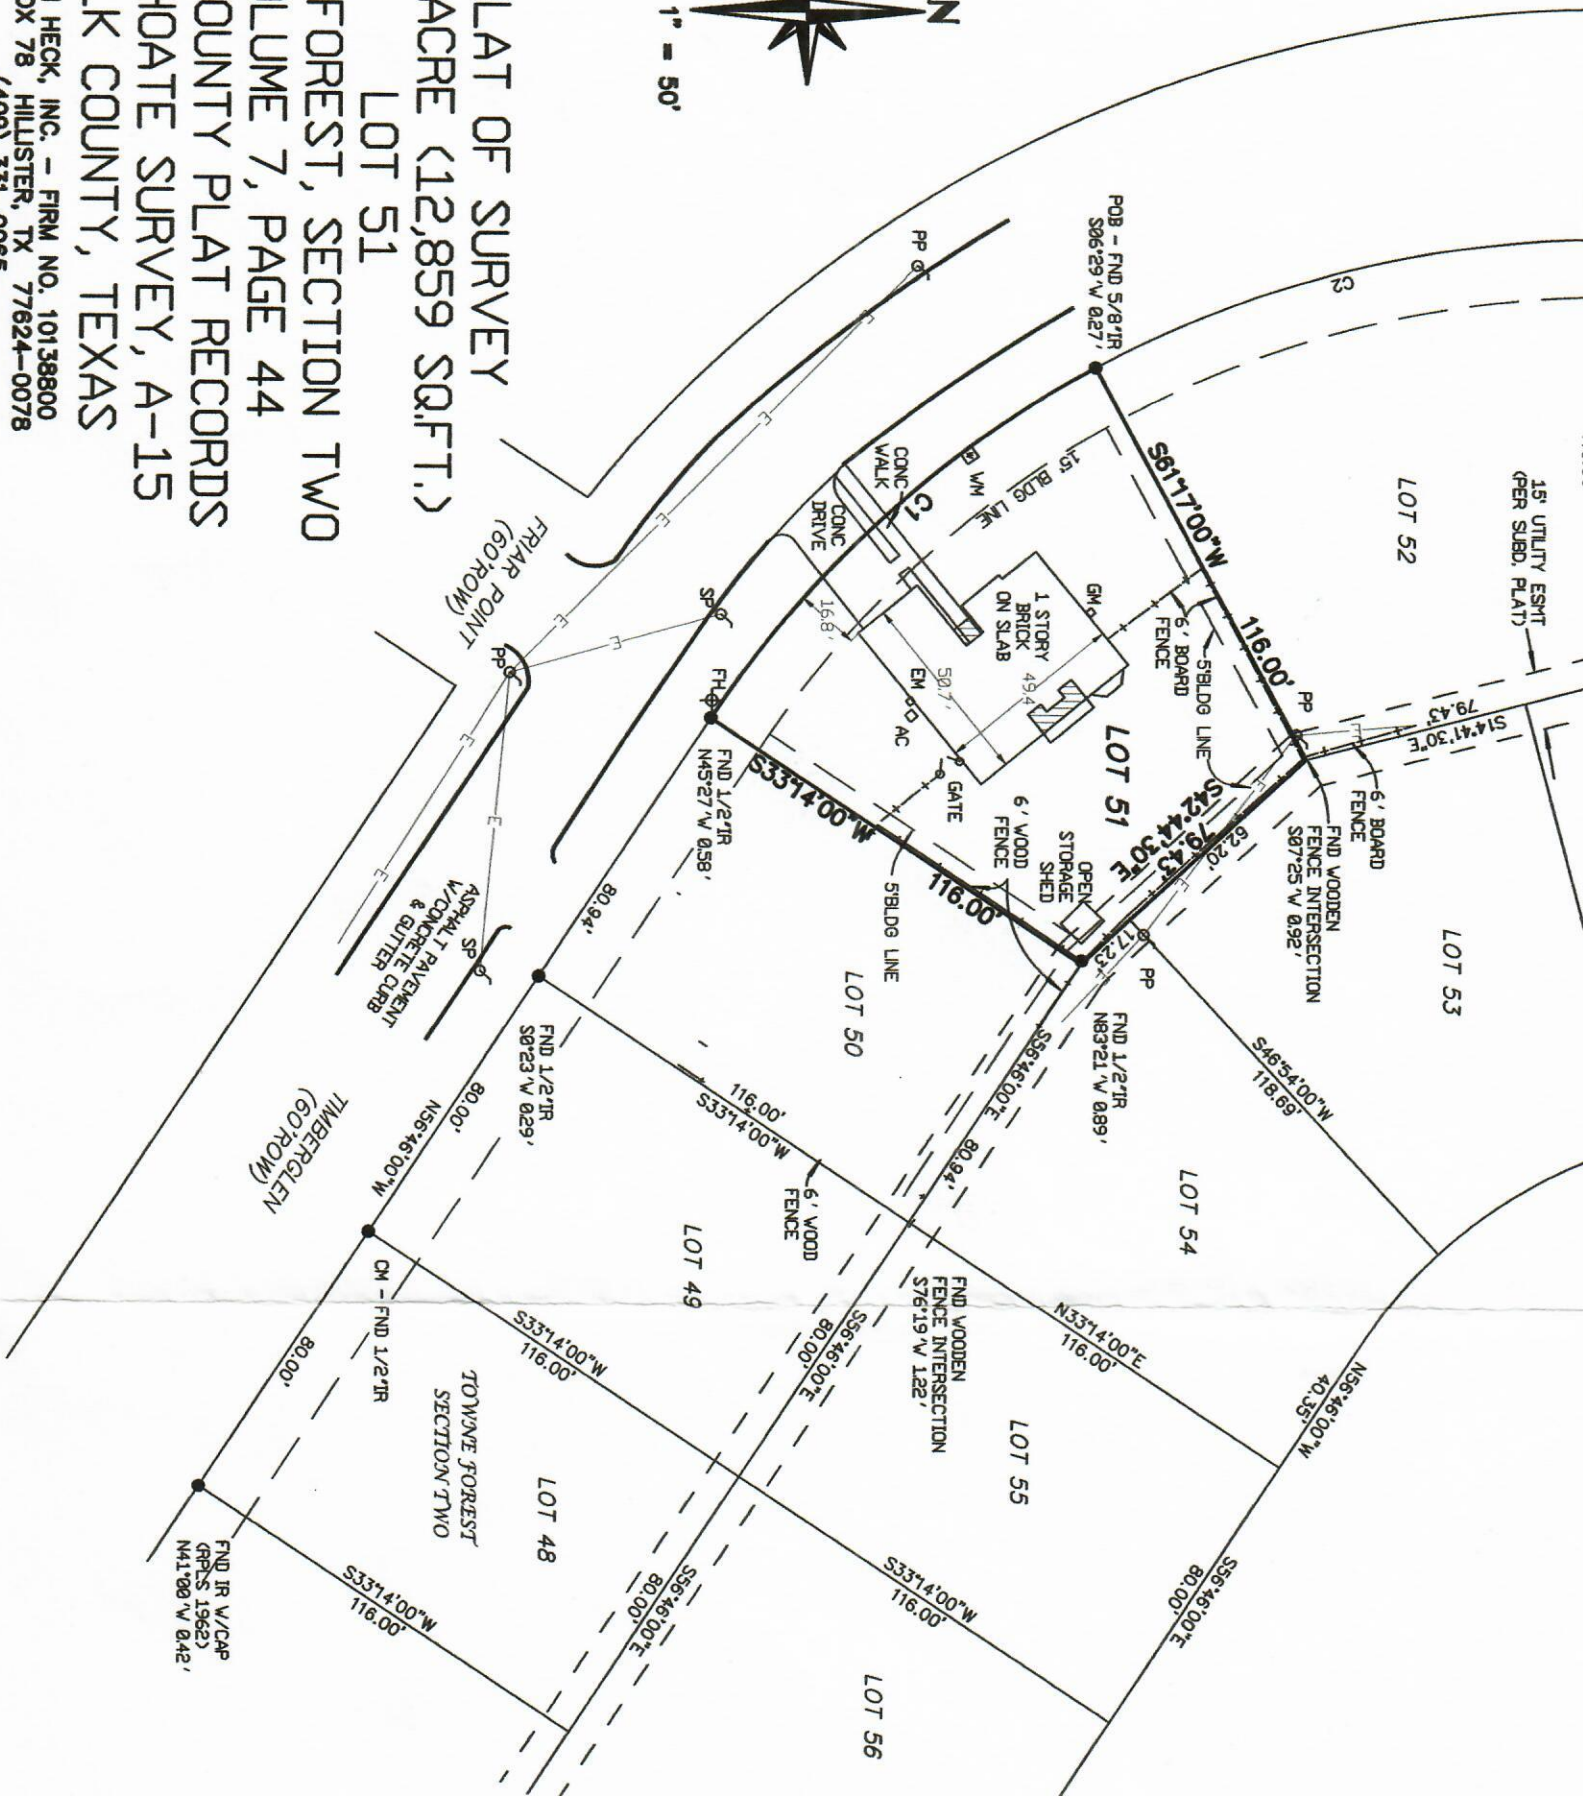 N
1" = 50'
LAT OF SURVEY
ACRE (12,859 SQ.FT.)
LOT 51
FOREST, SECTION TWO
LUME 7, PAGE 44
OUNTY PLAT RECORDS
HOATE SURVEY, A-15
LK COUNTY, TEXAS
HECK, INC. - FIRM NO. 10138800
OX 78 HILLISTER, TX 77624-0078
15' UTILITY ESMT
(PER SUBD. PLAT)
LOT 52
C2
POB - FND 5/8"IR
S06°29'W 0.27'
S61°17'00"W
116.00'
PP
79.43'
S14°41'30"E
6' BOARD
FENCE
FND WOODEN
FENCE INTERSECTION
S07°25'W 0.92'
LOT 53
PP
WM
15' BLDG LINE
CONC
WALK
C1
CONC
DRIVE
GM
1 STORY
BRICK
ON SLAB
49.4'
50.7'
16.8'
6' BOARD
FENCE
5'BLDG LINE
LOT 51
S42°44'30"E
79.43'
62.20'
17.23'
PP
EM
AC
GATE
6' WOOD
FENCE
OPEN
STORAGE
SHED
S33°14'00"W
116.00'
5'BLDG LINE
FND 1/2"IR
N83°21'W 0.89'
S46°54'00"W
118.69'
FRIAR POINT
(60'ROW)
SP
FH
PP
FND 1/2"IR
N45°27'W 0.58'
80.94'
LOT 50
S56°46'00"E
80.94'
LOT 54
ASPHALT PAVEMENT
W/CONCRETE CURB
& GUTTER
SP
FND 1/2"IR
S0°23'W 0.29'
116.00'
S33°14'00"W
6' WOOD
FENCE
TIMBERGLEN
(60'ROW)
80.00'
N56°46'00"W
LOT 49
FND WOODEN
FENCE INTERSECTION
S76°19'W 1.22'
N33°14'00"E
116.00'
N56°46'00"W
40.35'
CM - FND 1/2"IR
S33°14'00"W
116.00'
S56°46'00"E
80.00'
LOT 55
80.00'
TOWNE FOREST
SECTION TWO
LOT 48
S33°14'00"W
116.00'
S56°46'00"E
80.00'
FND IR W/CAP
(RPLS 1962)
N41°00'W 0.42'
S33°14'00"W
116.00'
S56°46'00"E
80.00'
LOT 56
E
E
E
E
E
E
E
E
E
E
E
E
E